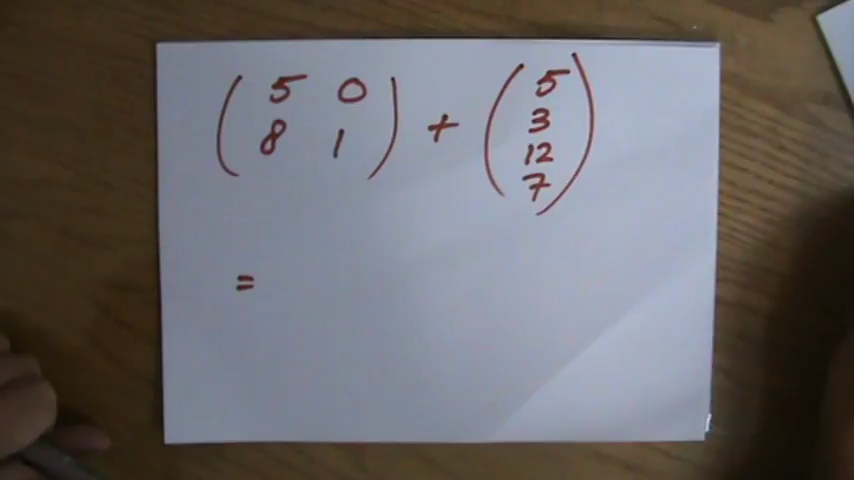 ( 5 0
8 1 ) + ( 5
3
12
7 )
=